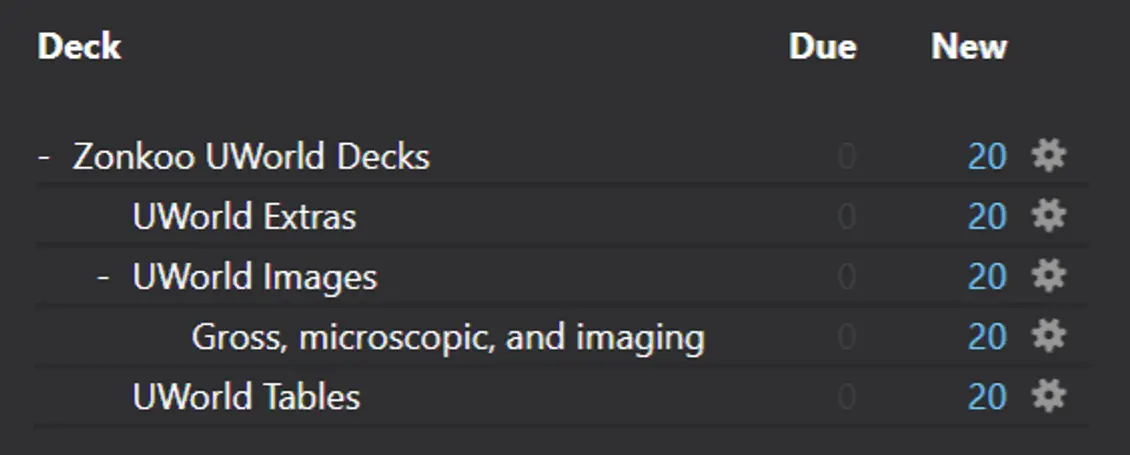 Deck Due New
- Zonkoo UWorld Decks 0 20
UWorld Extras 0 20
- UWorld Images 0 20
Gross, microscopic, and imaging 0 20
UWorld Tables 0 20